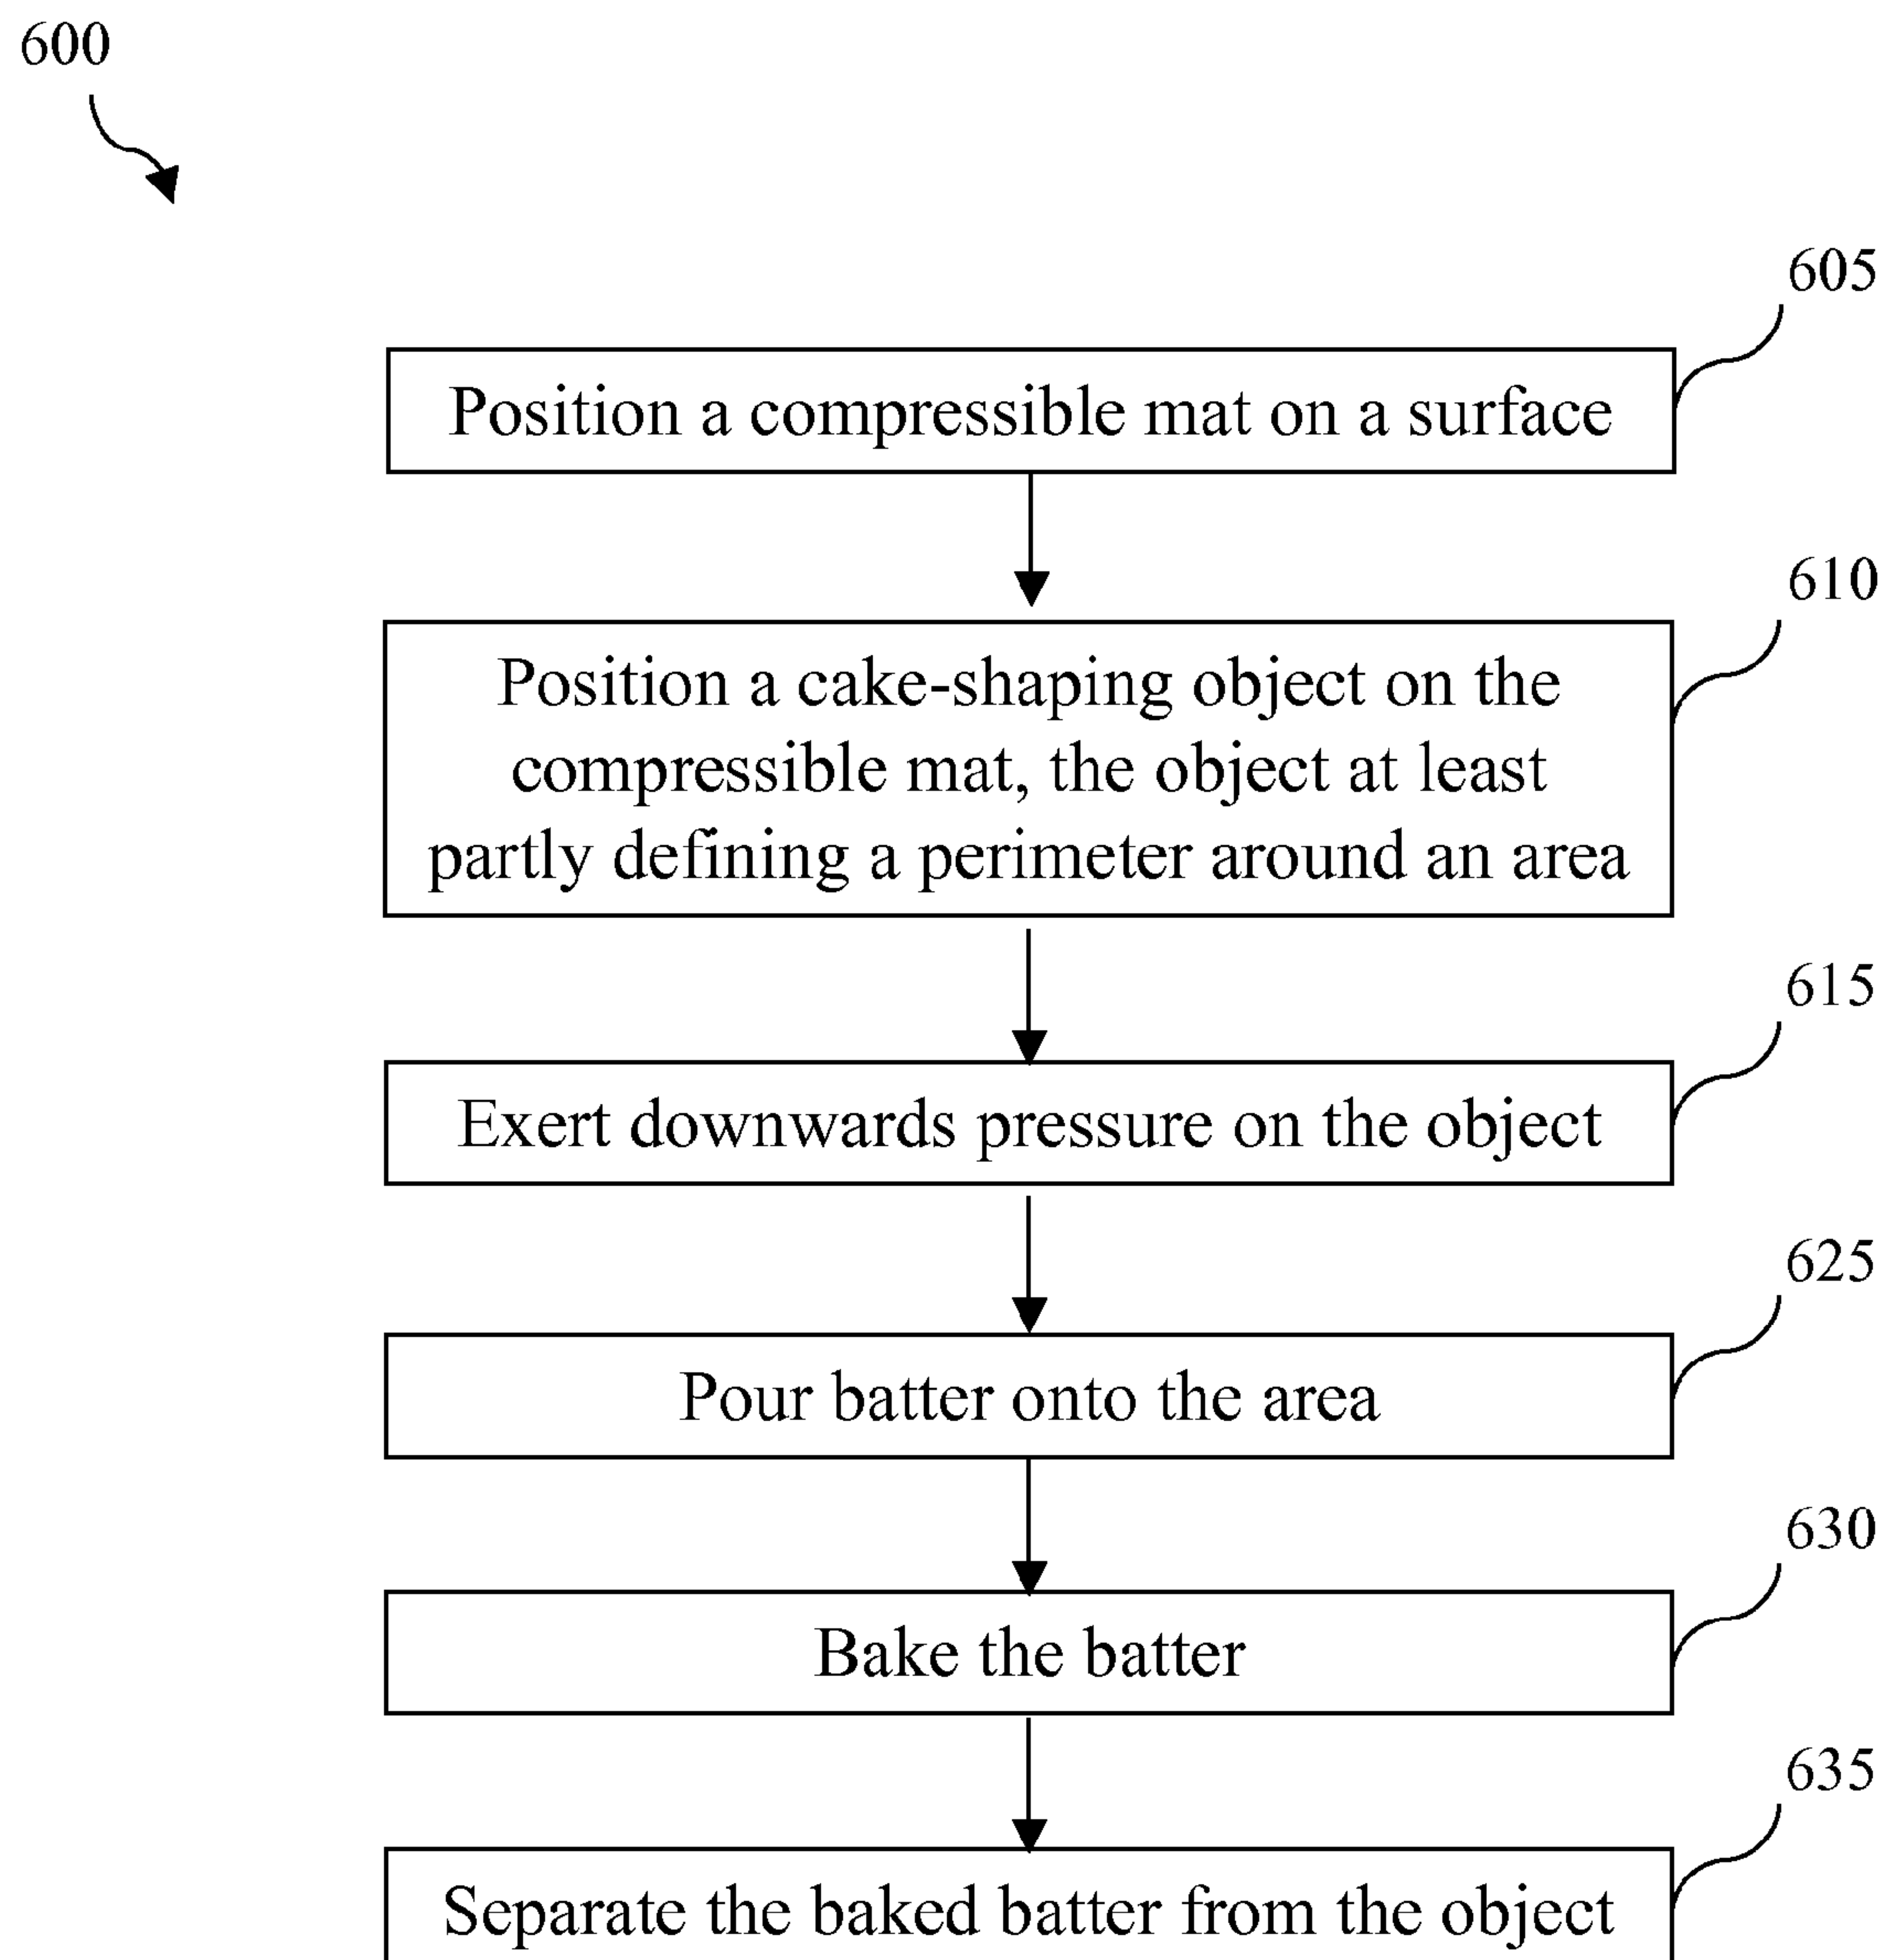 600
605
Position a compressible mat on a surface
610
Position a cake-shaping object on the
compressible mat, the object at least
partly defining a perimeter around an area
615
Exert downwards pressure on the object
625
Pour batter onto the area
630
Bake the batter
635
Separate the baked batter from the object